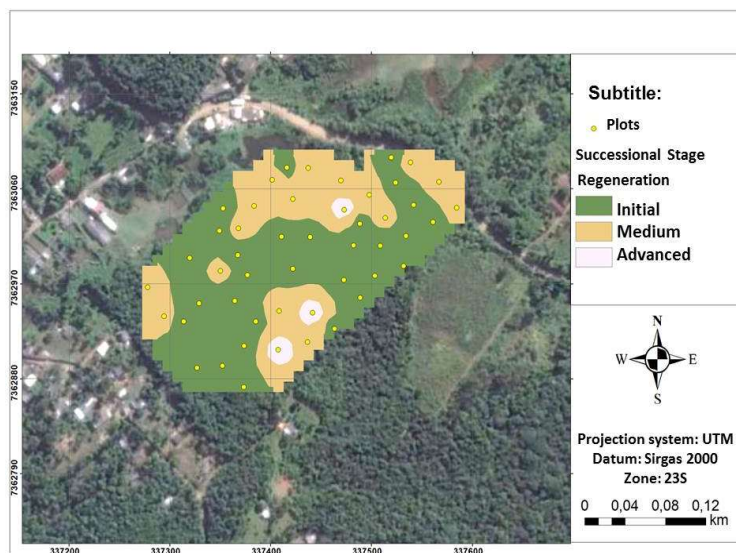 7363150
7363060
7362970
7362880
7362790
337200
337300
337400
337500
337600
Subtitle:
Plots
Successional Stage
Regeneration
Initial
Medium
Advanced
N
W
E
S
Projection system: UTM
Datum: Sirgas 2000
Zone: 23S
0 0,04 0,08 0,12
km